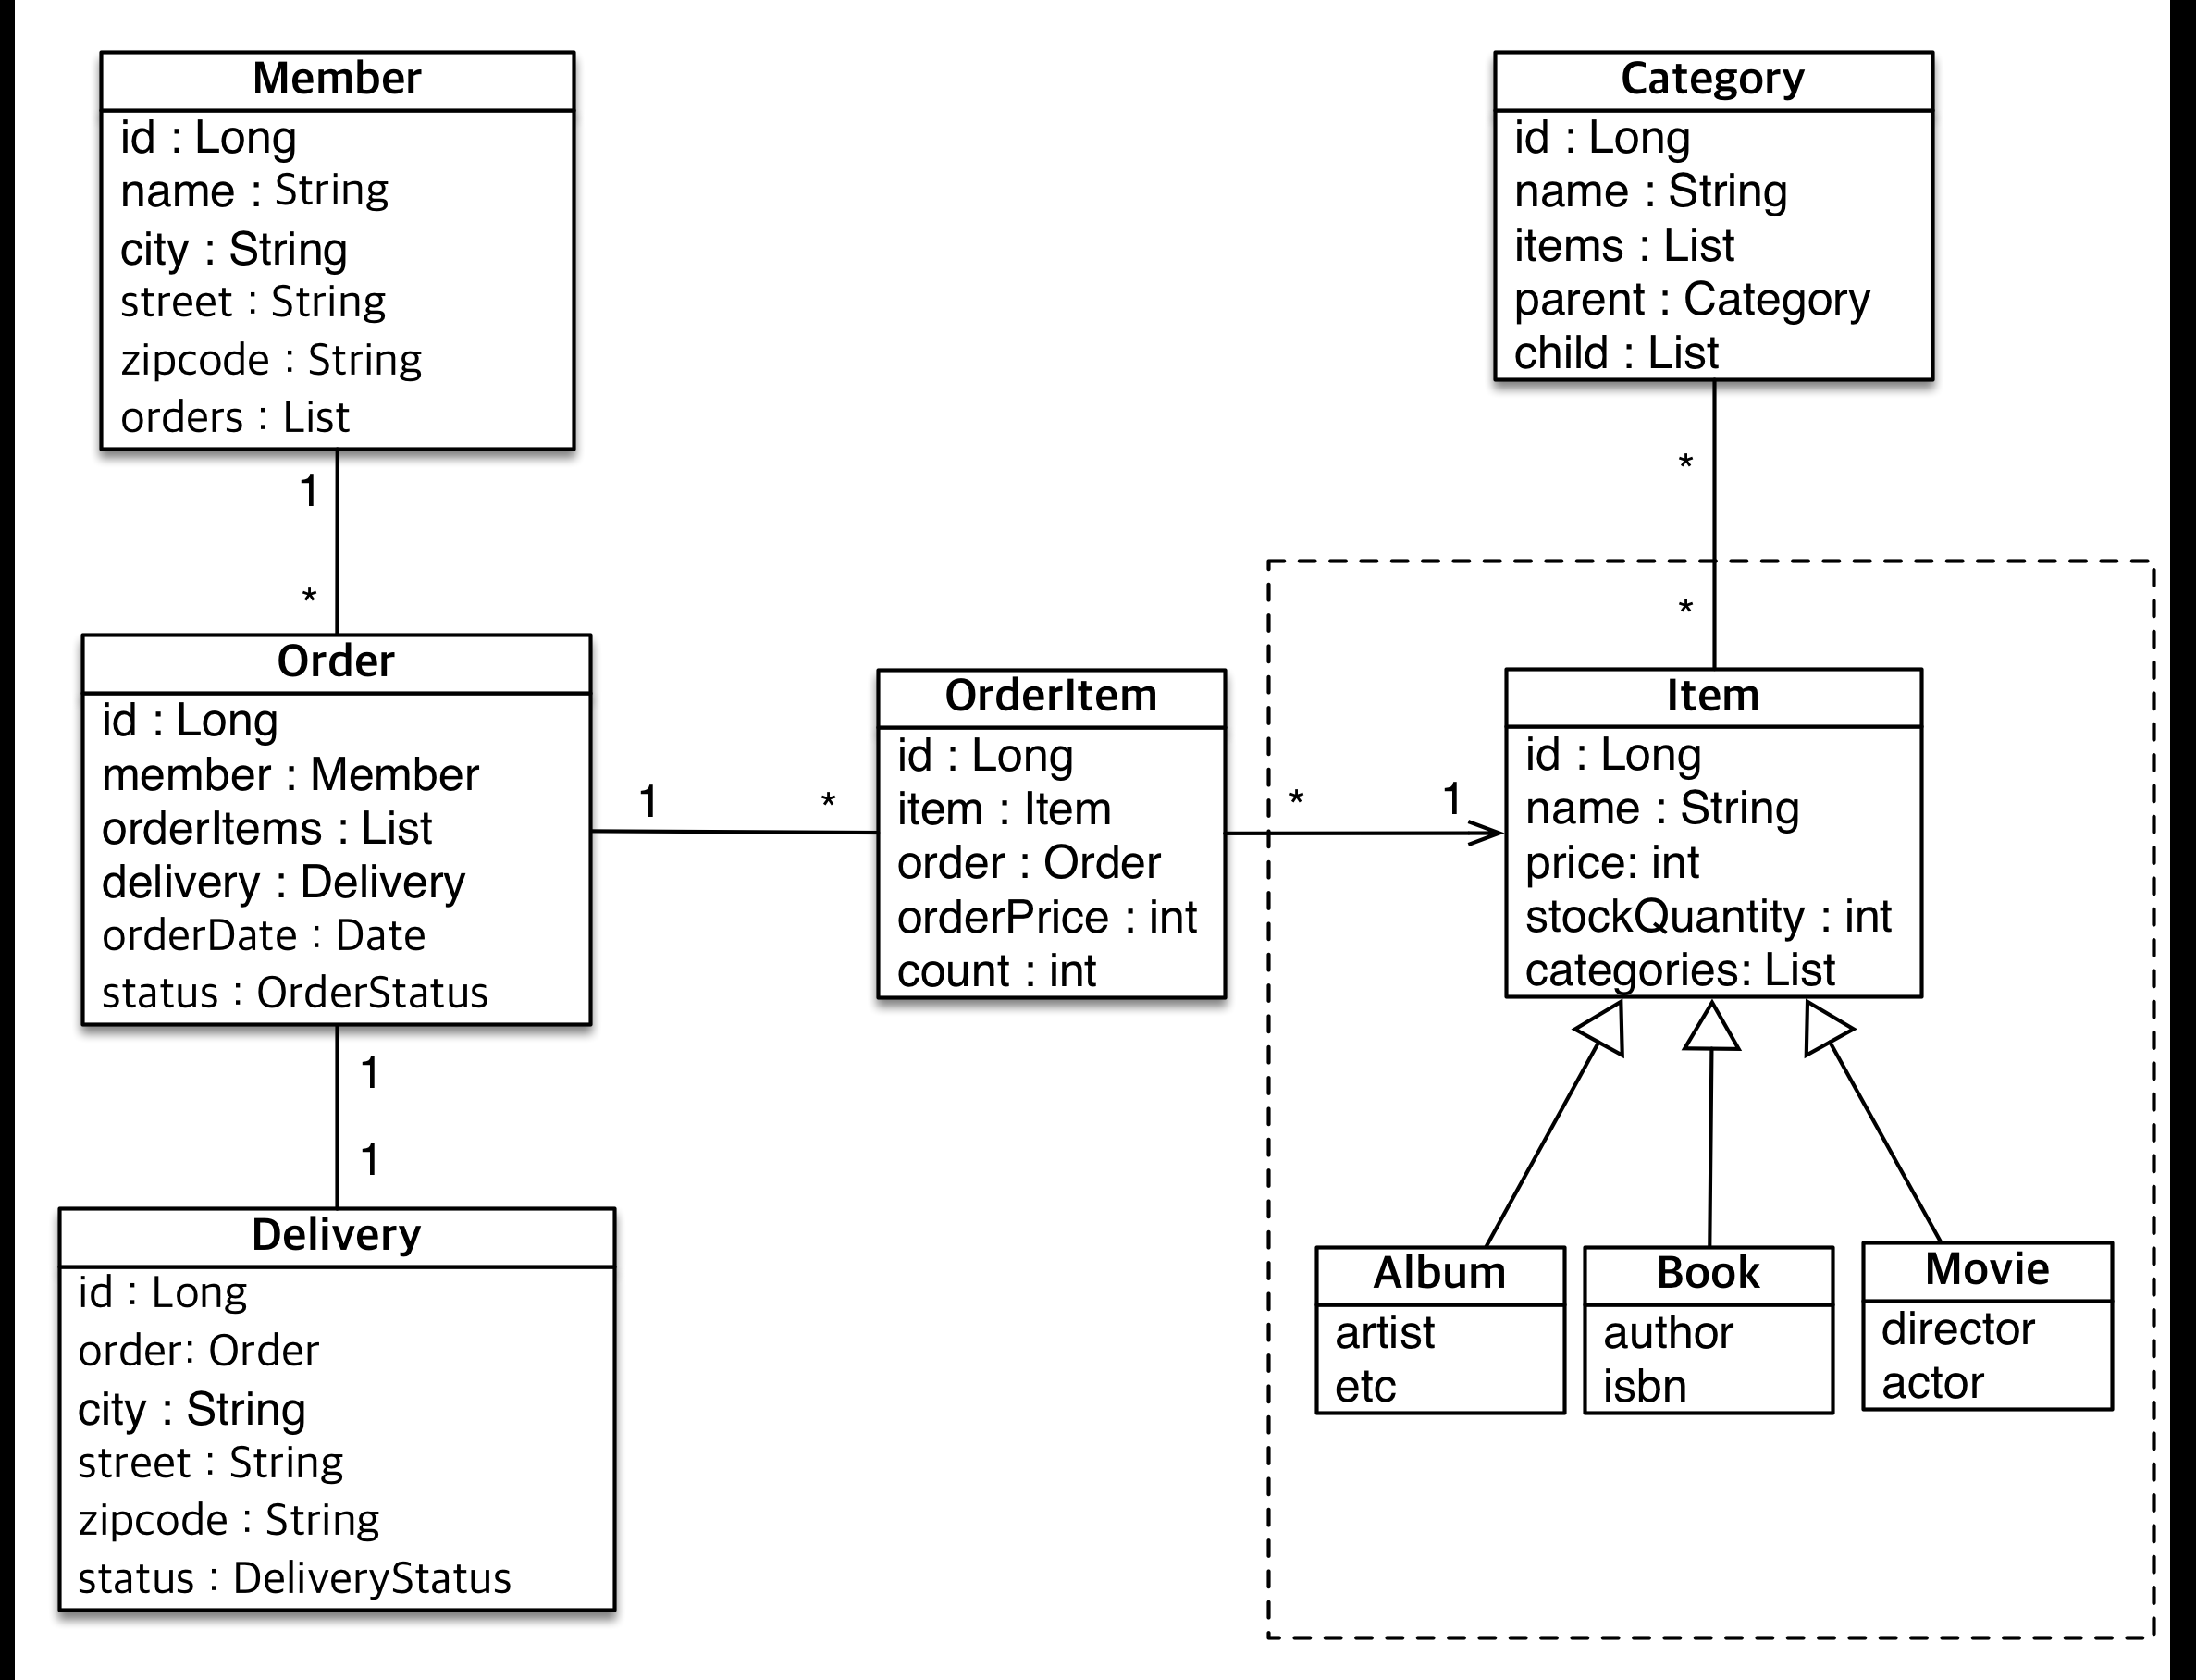 Member
id : Long
name : String
city : String
street : String
zipcode : String
orders : List
1
*
Order
id : Long
member : Member
orderItems : List
delivery : Delivery
orderDate : Date
status : OrderStatus
1
1
Delivery
id : Long
order: Order
city : String
street : String
zipcode : String
status : DeliveryStatus
1
*
OrderItem
id : Long
item : Item
order : Order
orderPrice : int
count : int
*
1
Category
id : Long
name : String
items : List
parent : Category
child : List
*
*
Item
id : Long
name : String
price: int
stockQuantity : int
categories: List
Album
artist
etc
Book
author
isbn
Movie
director
actor